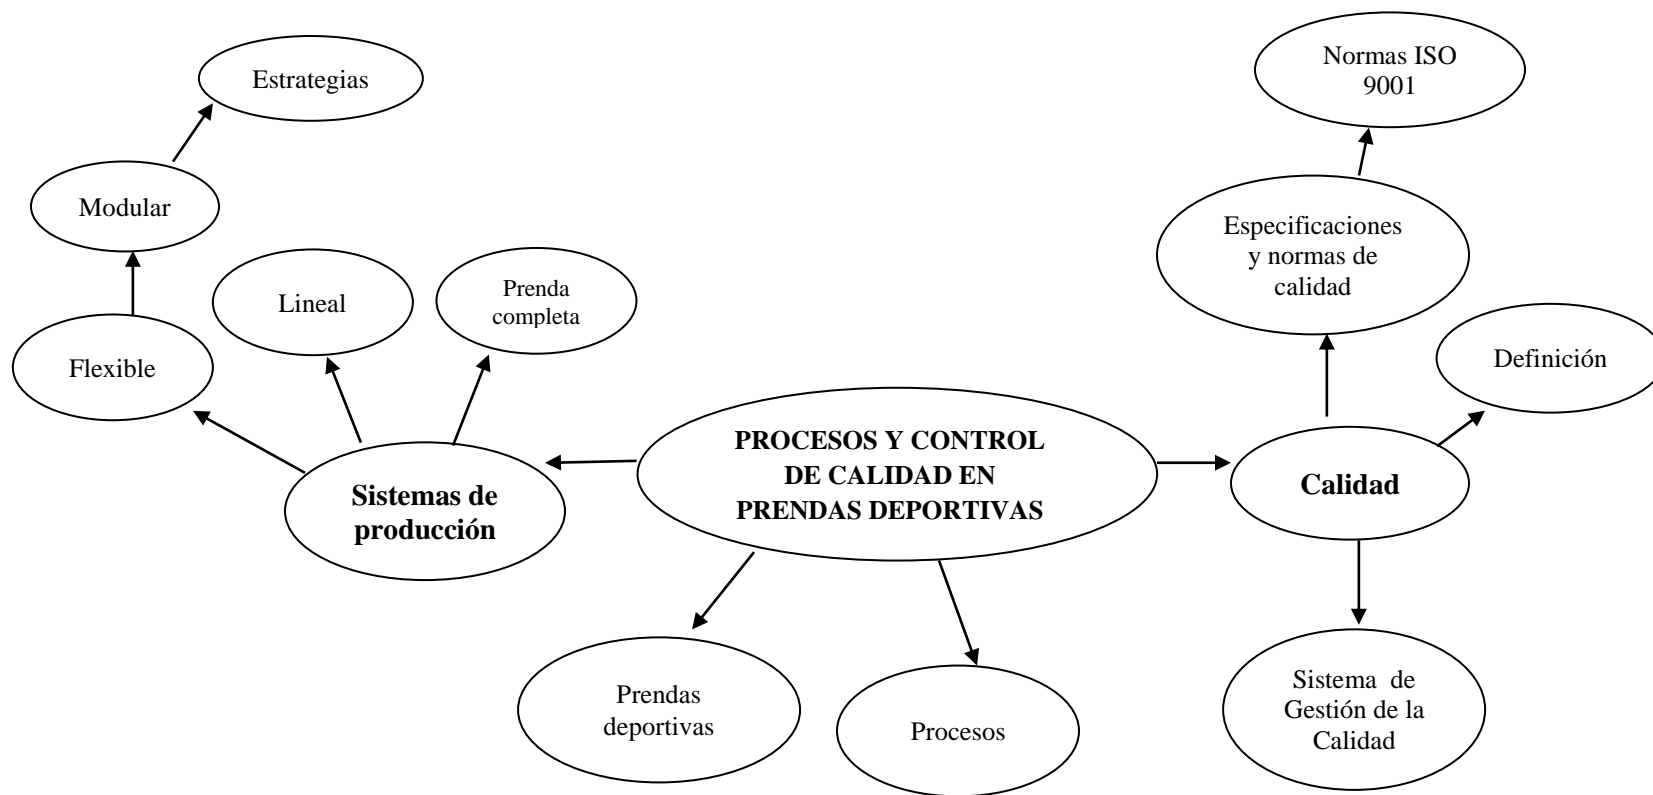 Normas ISO
9001
Estrategias
Modular
Especificaciones
y normas de
calidad
Lineal
Prenda
completa
Flexible
Definición
PROCESOS Y CONTROL
DE CALIDAD EN
PRENDAS DEPORTIVAS
Sistemas de
producción
Calidad
Prendas
deportivas
Procesos
Sistema de
Gestión de la
Calidad